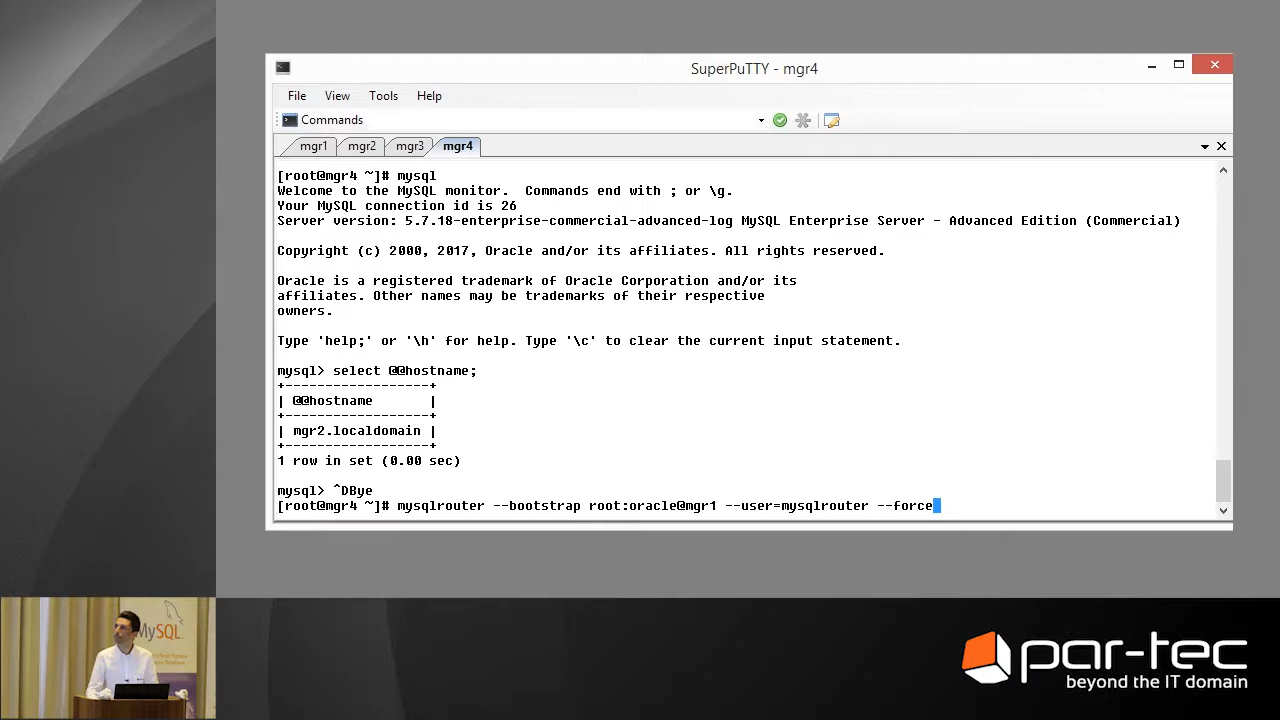 SuperPuTTY - mgr4
File View Tools Help
Commands
mgr1 mgr2 mgr3 mgr4
[root@mgr4 ~]# mysql
Welcome to the MySQL monitor.  Commands end with ; or \g.
Your MySQL connection id is 26
Server version: 5.7.18-enterprise-commercial-advanced-log MySQL Enterprise Server - Advanced Edition (Commercial)
Copyright (c) 2000, 2017, Oracle and/or its affiliates. All rights reserved.
Oracle is a registered trademark of Oracle Corporation and/or its
affiliates. Other names may be trademarks of their respective
owners.
Type 'help;' or '\h' for help. Type '\c' to clear the current input statement.
mysql> select @@hostname;
+------------------+
| @@hostname       |
+------------------+
| mgr2.localdomain |
+------------------+
1 row in set (0.00 sec)
mysql> ^DBye
[root@mgr4 ~]# mysqlrouter --bootstrap root:oracle@mgr1 --user=mysqlrouter --force
MySQL
par-tec
beyond the IT domain